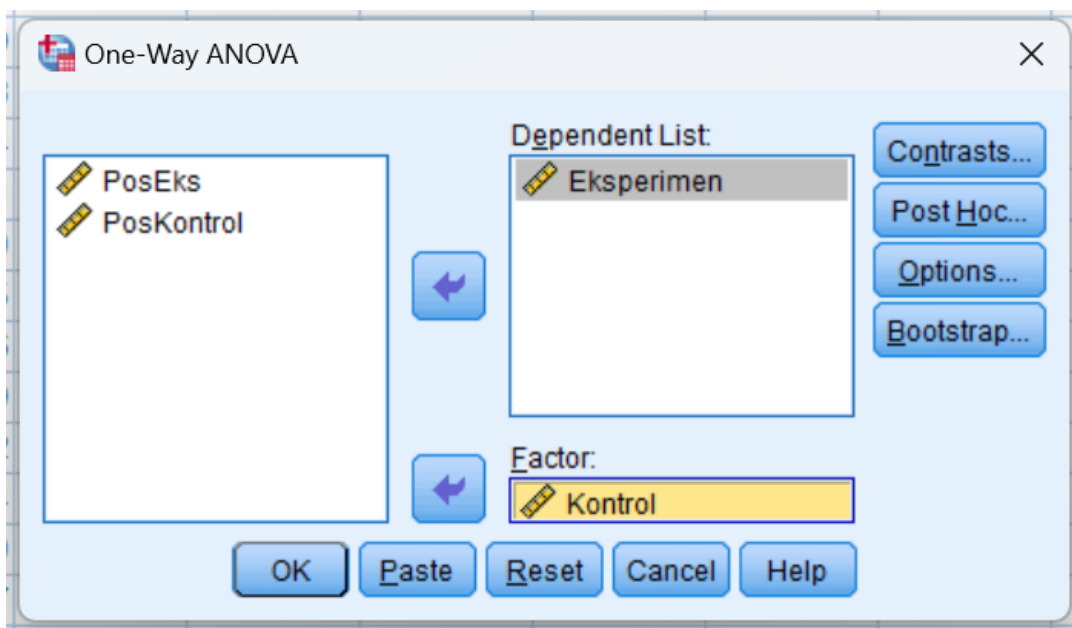 One-Way ANOVA
Dependent List:
PosEks
PosKontrol
Eksperimen
Contrasts...
Post Hoc...
Options...
Bootstrap...
Factor:
Kontrol
OK Paste Reset Cancel Help